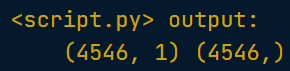 <script.py> output:
(4546, 1) (4546,)